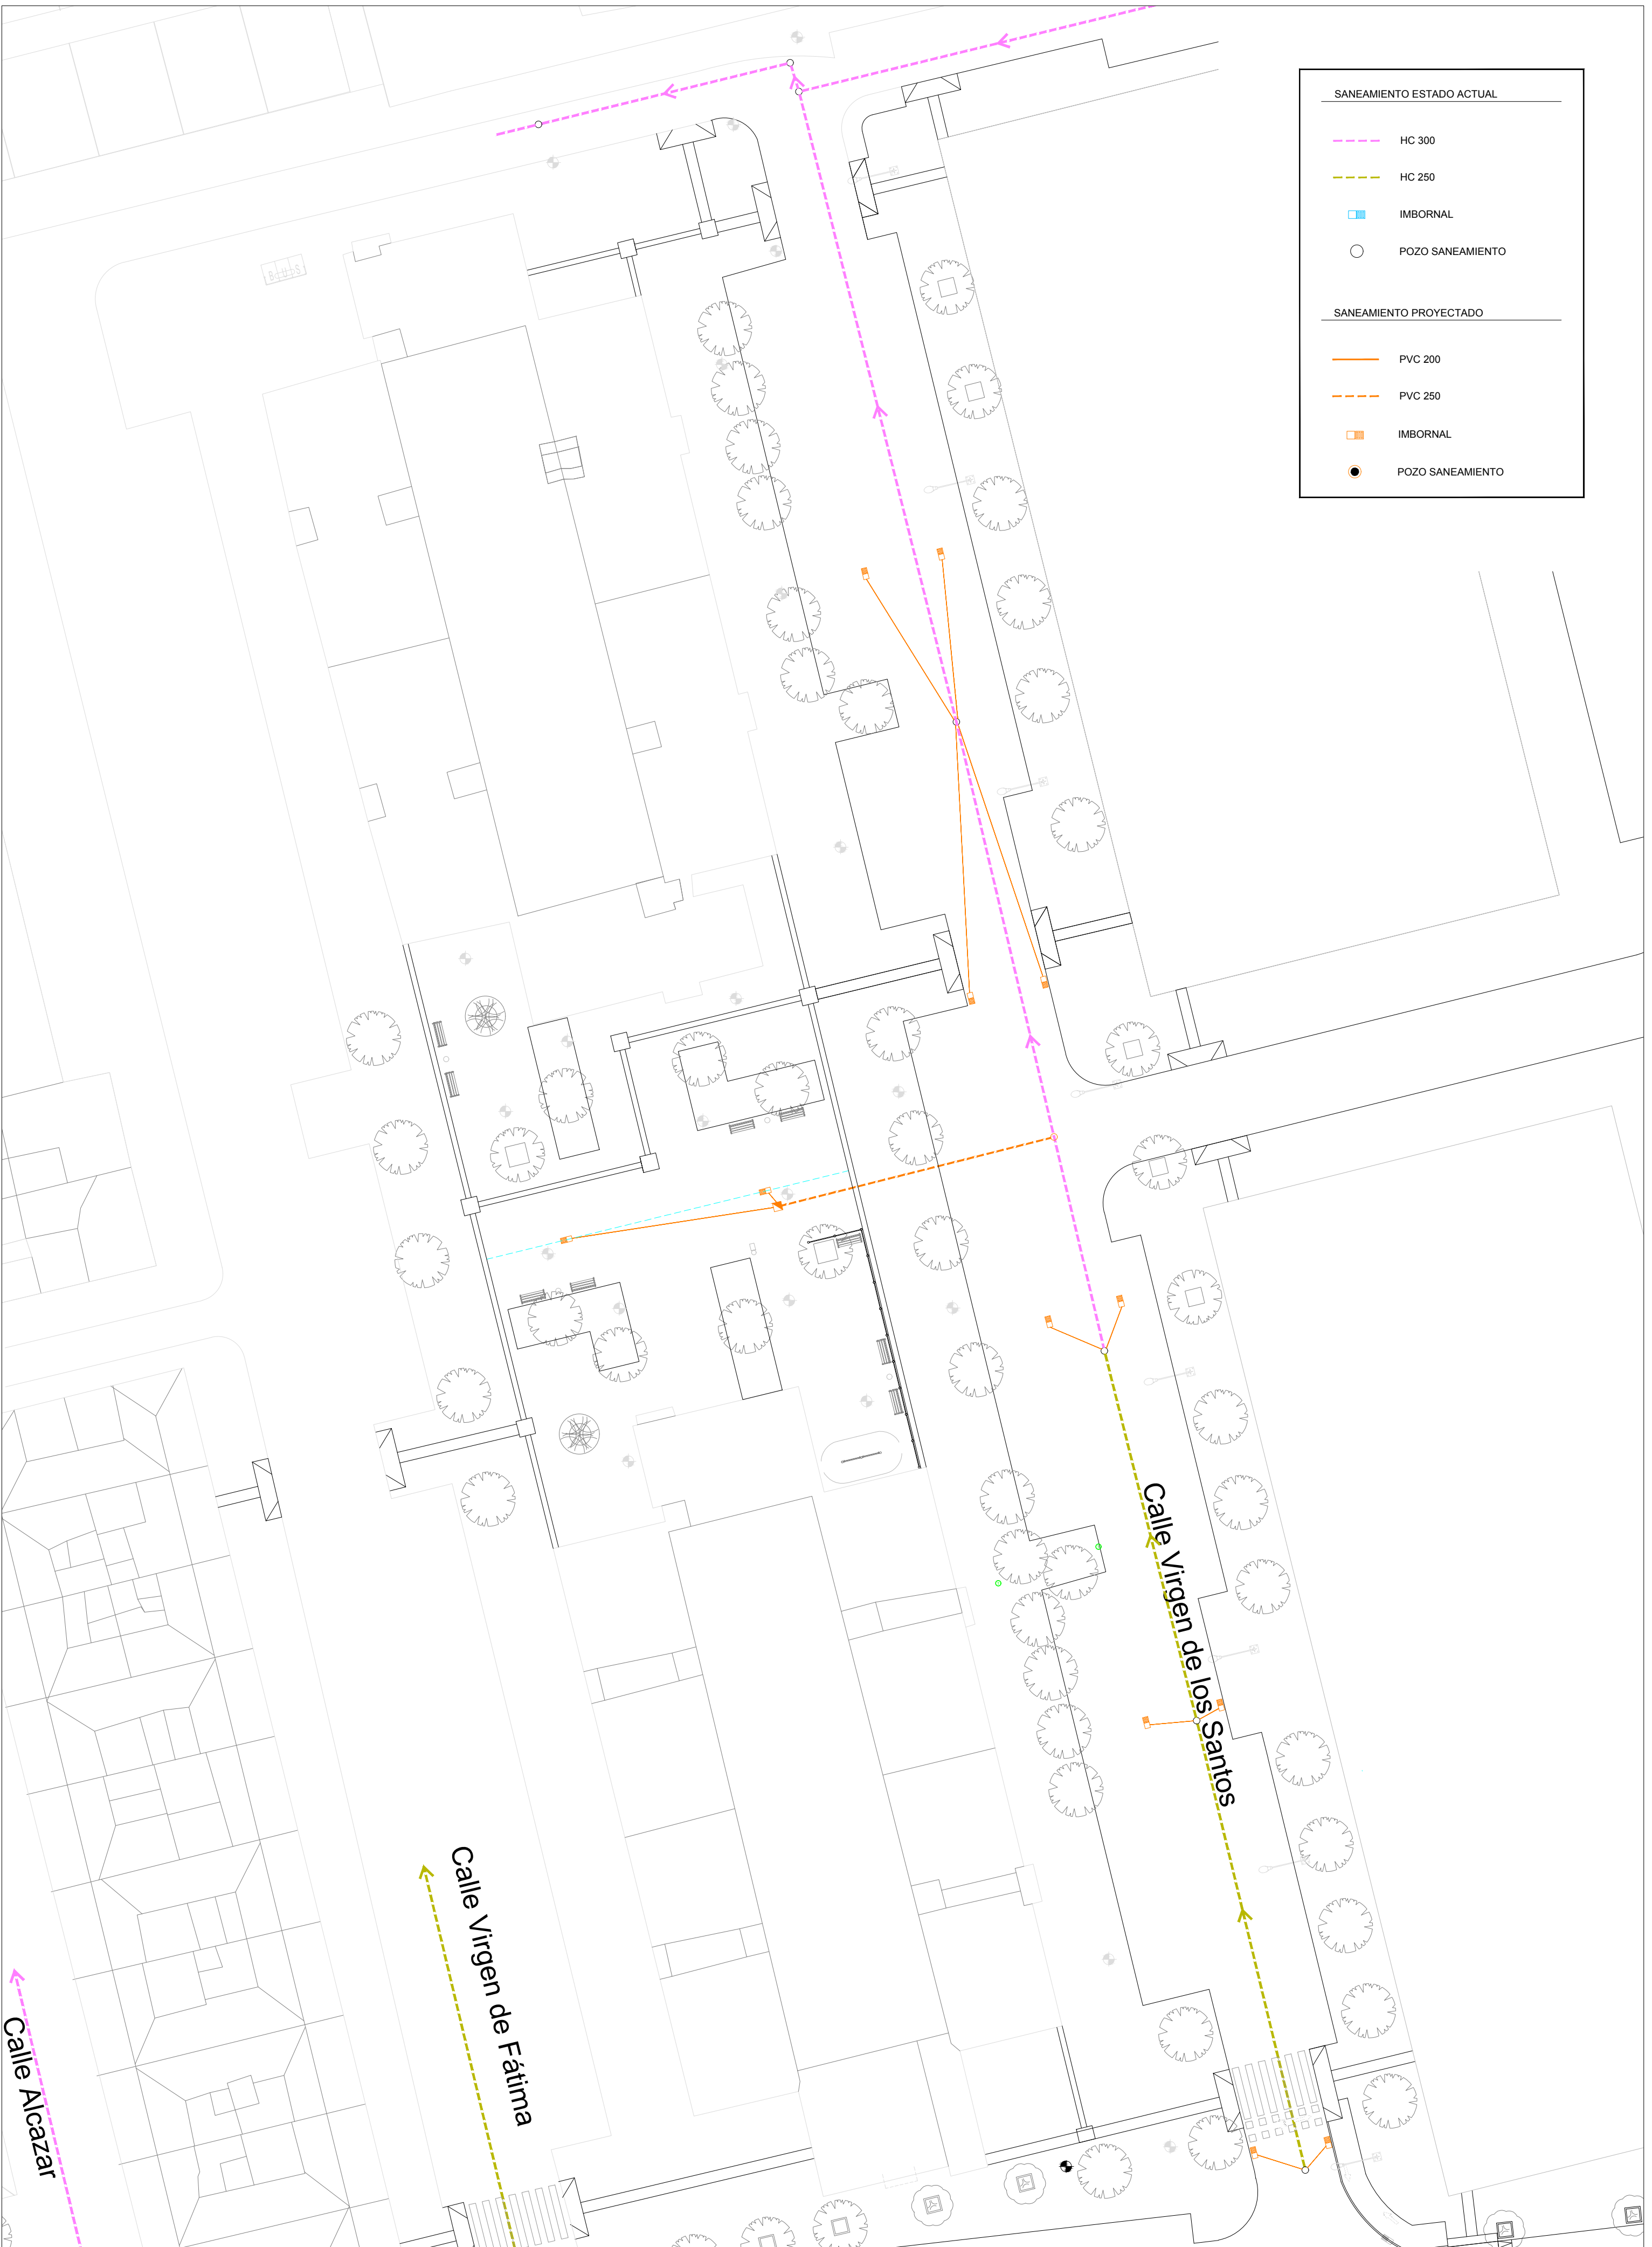 SANEAMIENTO ESTADO ACTUAL
HC 300
HC 250
IMBORNAL
POZO SANEAMIENTO
SANEAMIENTO PROYECTADO
PVC 200
PVC 250
IMBORNAL
POZO SANEAMIENTO
Calle Virgen de los Santos
Calle Virgen de Fátima
Calle Alcazar